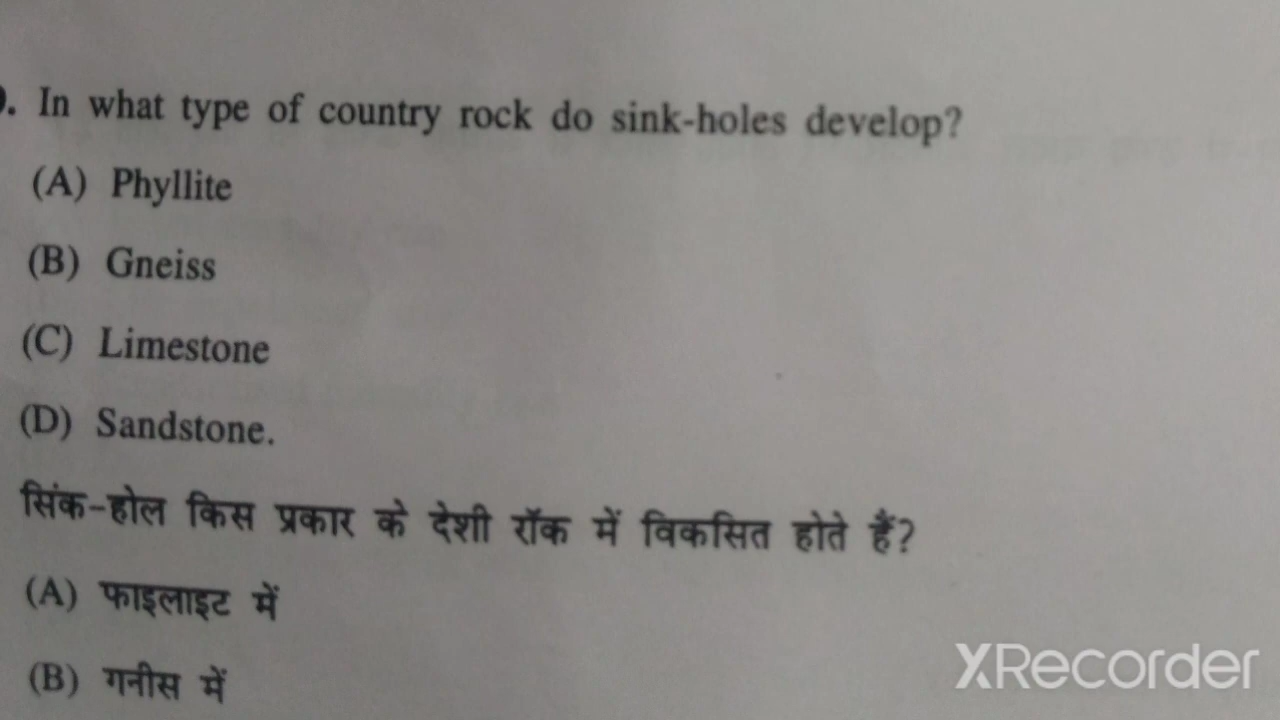 . In what type of country rock do sink-holes develop?
(A) Phyllite
(B) Gneiss
(C) Limestone
(D) Sandstone.
सिंक-होल किस प्रकार के देशी रॉक में विकसित होते हैं?
(A) फाइलाइट में
(B) गनीस में
XRecorder